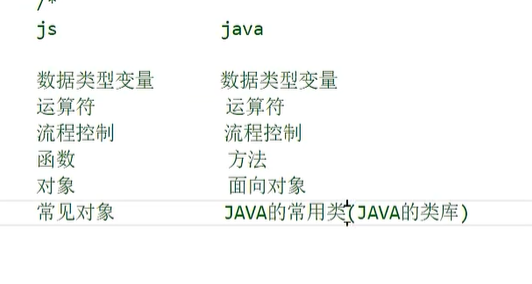 /*
js java
数据类型变量 数据类型变量
运算符 运算符
流程控制 流程控制
函数 方法
对象 面向对象
常见对象 JAVA的常用类(JAVA的类库)